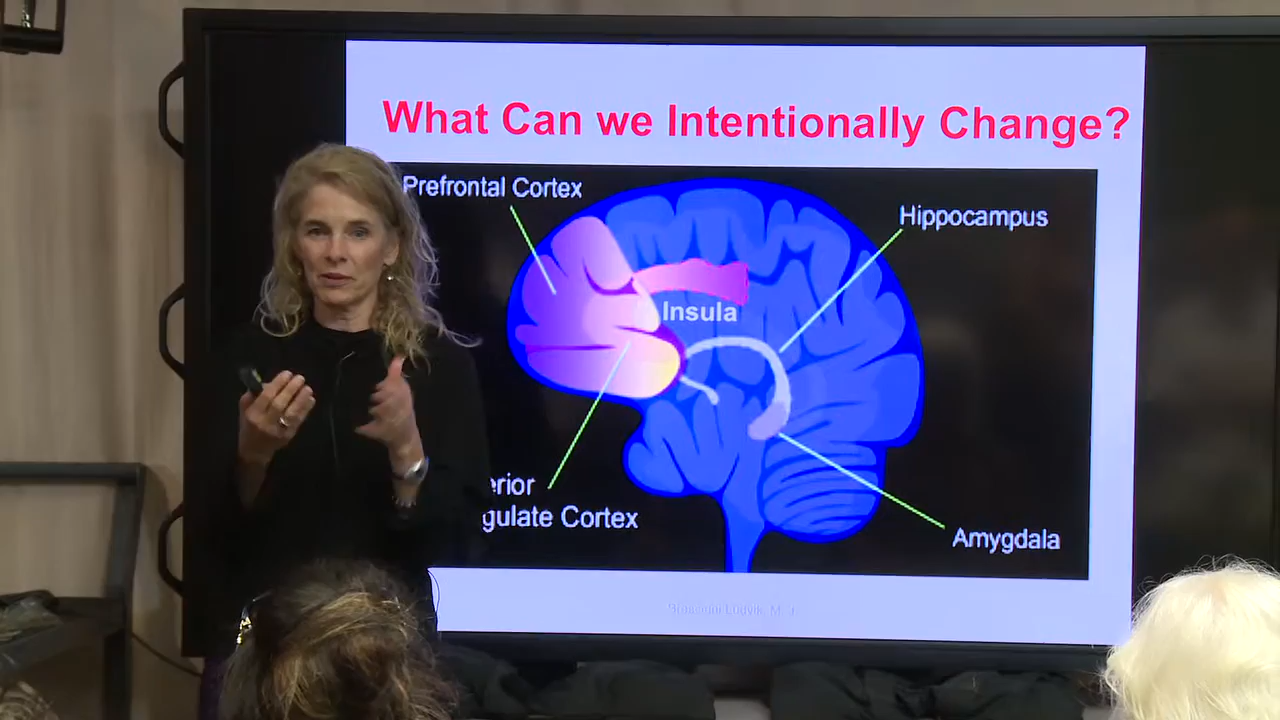 What Can we Intentionally Change?
Prefrontal Cortex
Hippocampus
Insula
erior
gulate Cortex
Amygdala